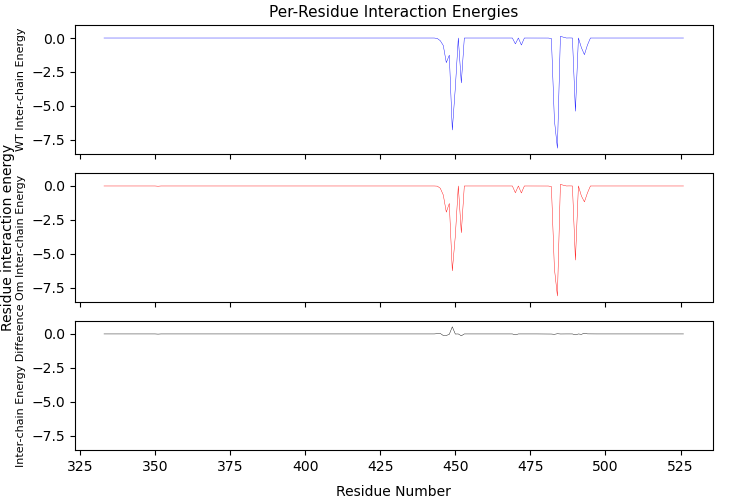 Per-Residue Interaction Energies
Residue interaction energy
WT Inter-chain Energy
0.0
−2.5
−5.0
−7.5
Om Inter-chain Energy
0.0
−2.5
−5.0
−7.5
Inter-chain Energy Difference
0.0
−2.5
−5.0
−7.5
325 350 375 400 425 450 475 500 525
Residue Number